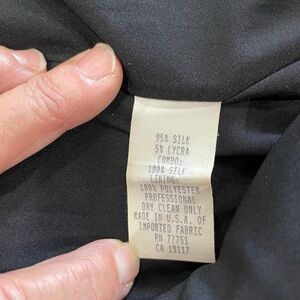 95% SILK
5% LYCRA
COMBO:
100% SILK
LINING:
100% POLYESTER
PROFESSIONAL
DRY CLEAN ONLY
MADE IN U.S.A. OF
IMPORTED FABRIC
RN 77751
CA 19117